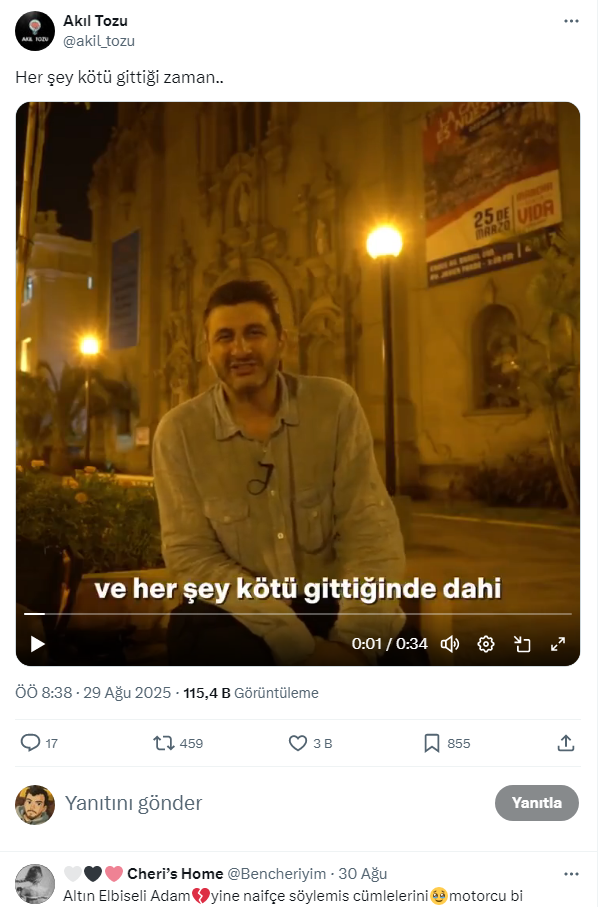 Akıl Tozu
@akil_tozu
Her şey kötü gittiği zaman..
25 DE
MARZO
VIDA
ve her şey kötü gittiğinde dahi
0:01 / 0:34
ÖÖ 8:38 · 29 Ağu 2025 · 115,4 B Görüntüleme
17
459
3 B
855
Yanıtını gönder
Yanıtla
Cheri’s Home @Bencheriyim · 30 Ağu
Altın Elbiseli Adam💔yine naifçe söylemis cümlelerini🥹motorcu bi